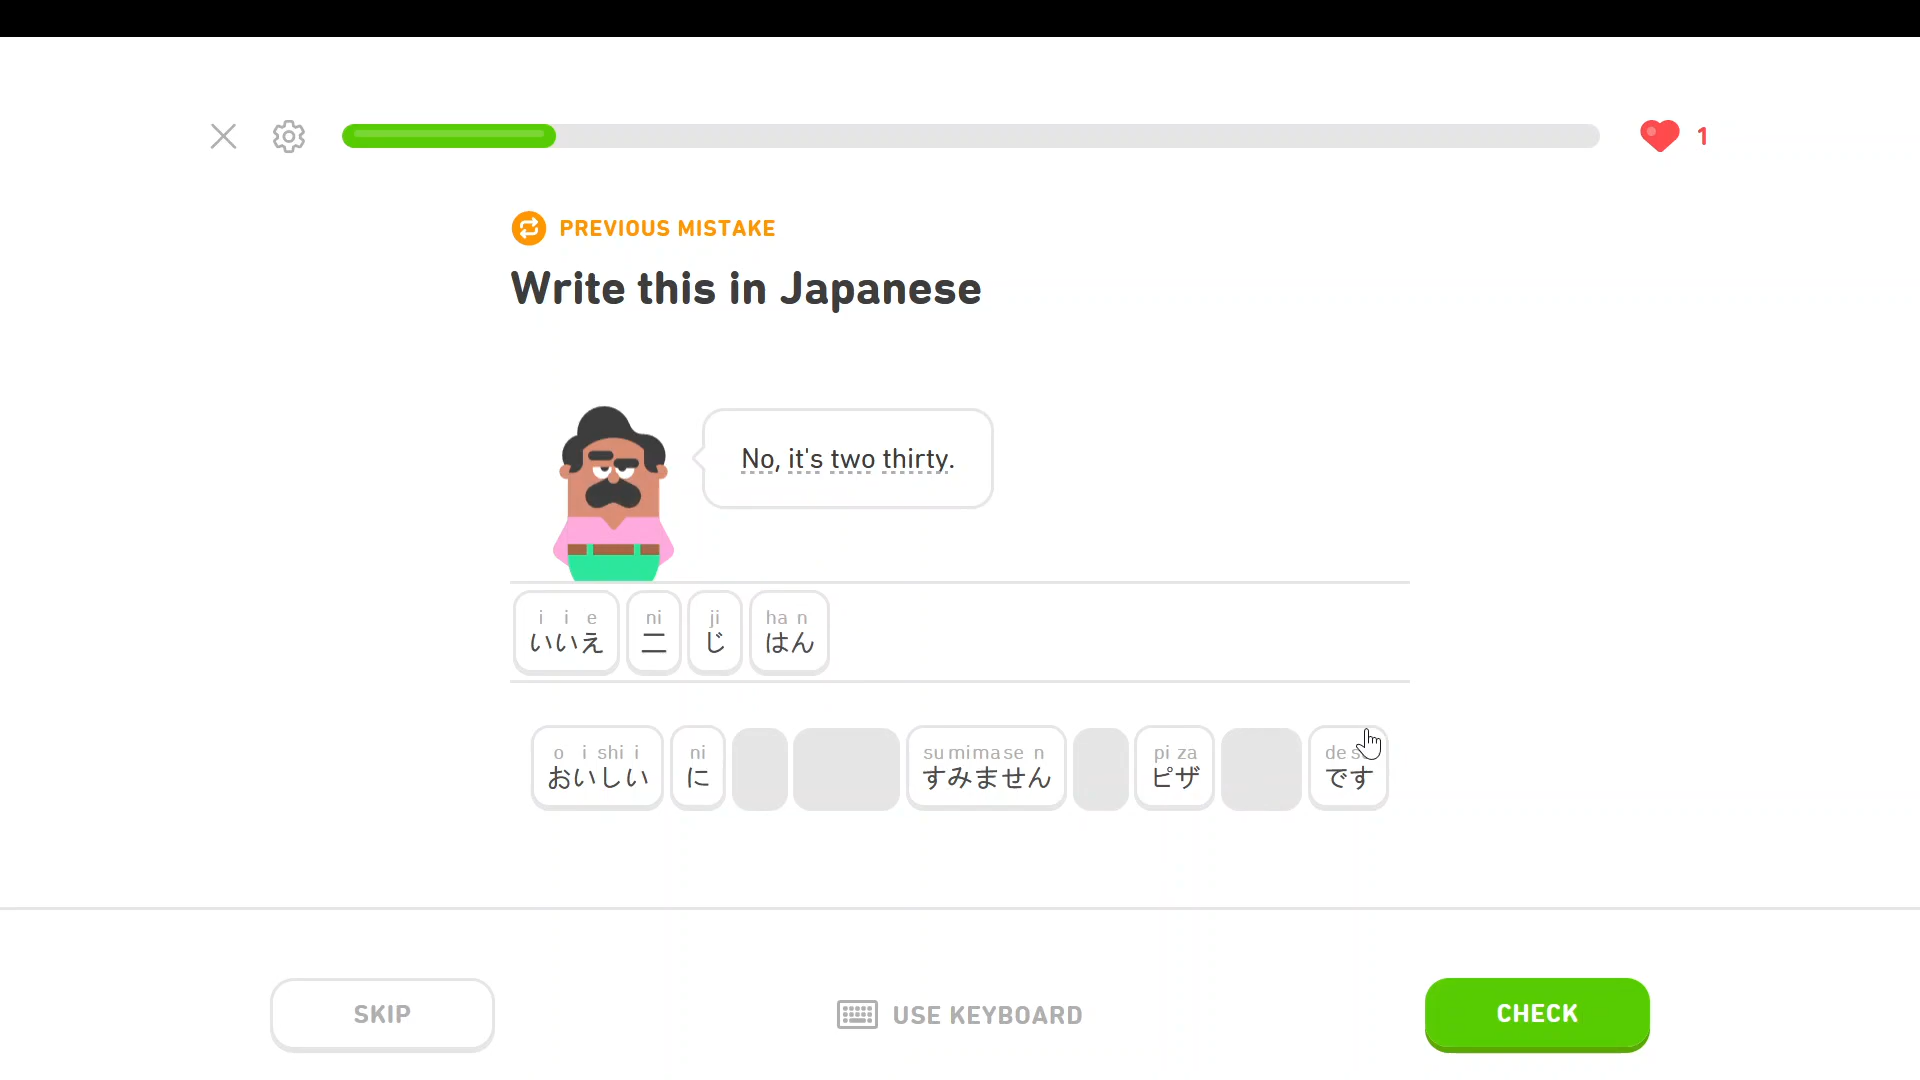 1
PREVIOUS MISTAKE
Write this in Japanese
No, it's two thirty.
i i e ni ji ha n
いいえ 二 じ はん
o i shi i ni su mi ma se n pi za de s
おいしい に すみません ピザ です
SKIP USE KEYBOARD CHECK